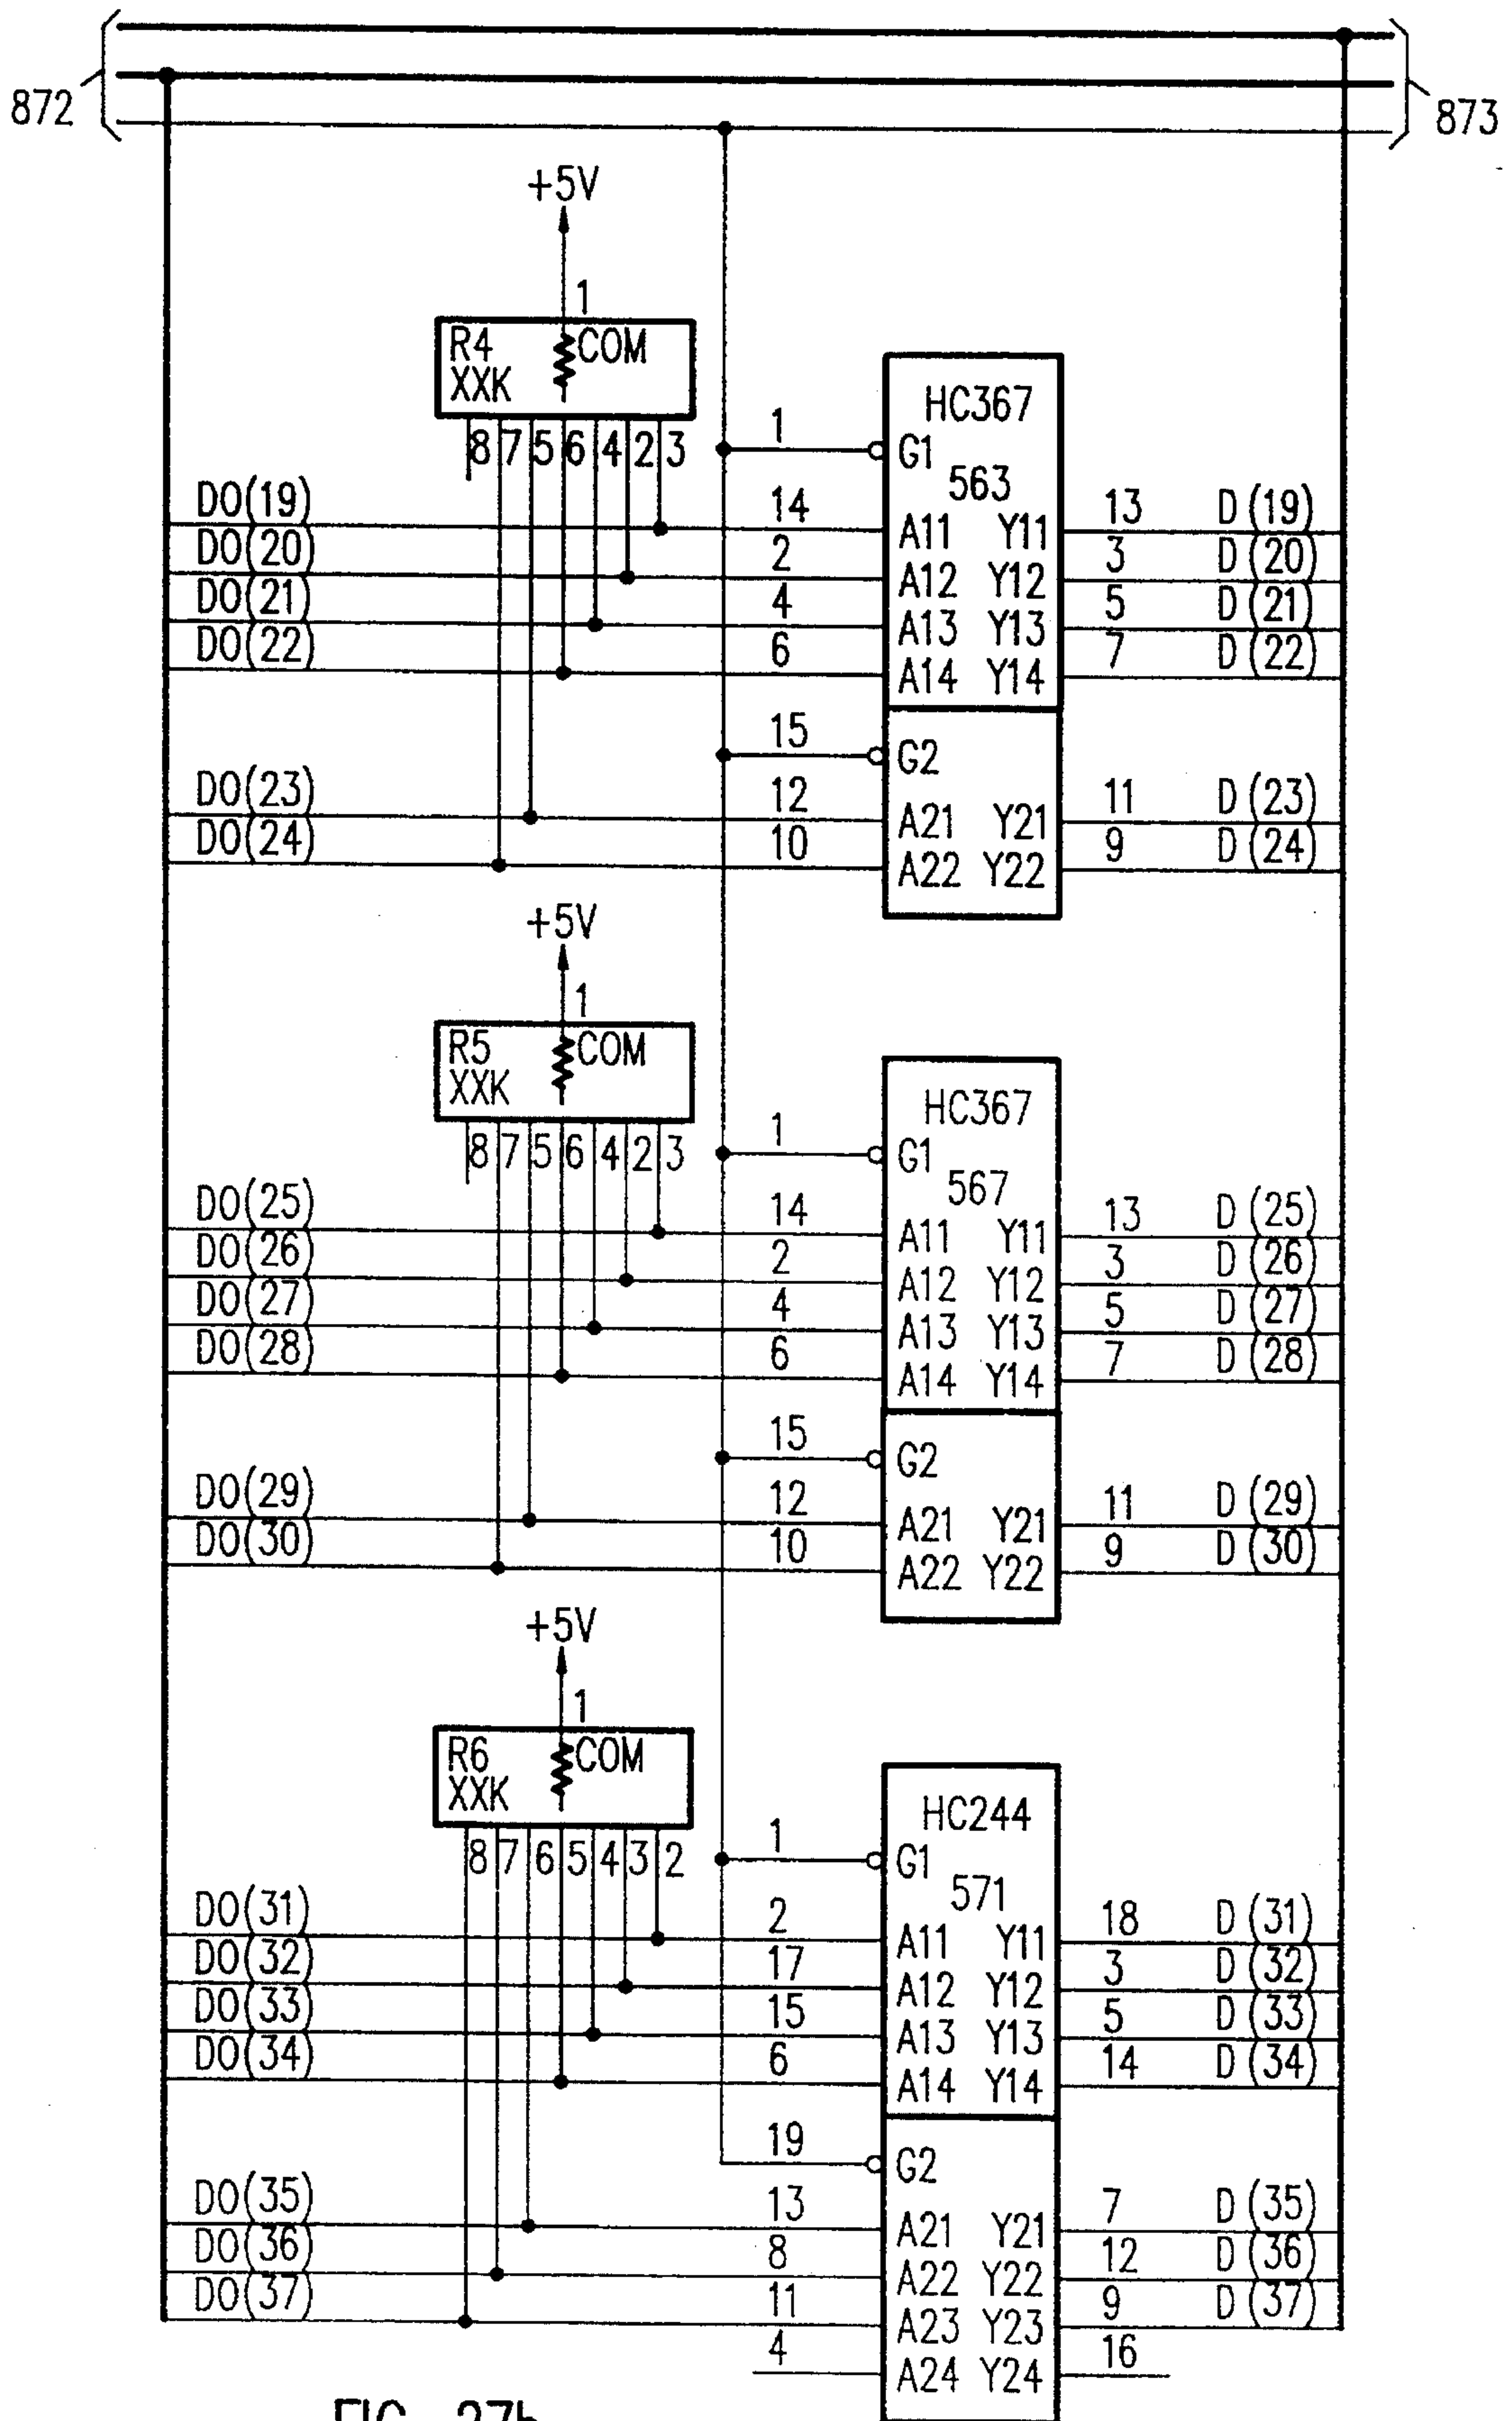 872
873
+5V
1
R4 COM
XXK
8 7 5 6 4 2 3
HC367
1 G1
563
DO(19) 14 A11 Y11 13 D (19)
DO(20) 2 A12 Y12 3 D (20)
DO(21) 4 A13 Y13 5 D (21)
DO(22) 6 A14 Y14 7 D (22)
15 G2
DO(23) 12 A21 Y21 11 D (23)
DO(24) 10 A22 Y22 9 D (24)
+5V
1
R5 COM
XXK
8 7 5 6 4 2 3
HC367
1 G1
567
DO(25) 14 A11 Y11 13 D (25)
DO(26) 2 A12 Y12 3 D (26)
DO(27) 4 A13 Y13 5 D (27)
DO(28) 6 A14 Y14 7 D (28)
15 G2
DO(29) 12 A21 Y21 11 D (29)
DO(30) 10 A22 Y22 9 D (30)
+5V
1
R6 COM
XXK
8 7 6 5 4 3 2
HC244
1 G1
571
DO(31) 2 A11 Y11 18 D (31)
DO(32) 17 A12 Y12 3 D (32)
DO(33) 15 A13 Y13 5 D (33)
DO(34) 6 A14 Y14 14 D (34)
19 G2
DO(35) 13 A21 Y21 7 D (35)
DO(36) 8 A22 Y22 12 D (36)
DO(37) 11 A23 Y23 9 D (37)
4 A24 Y24 16
FIG. 27b